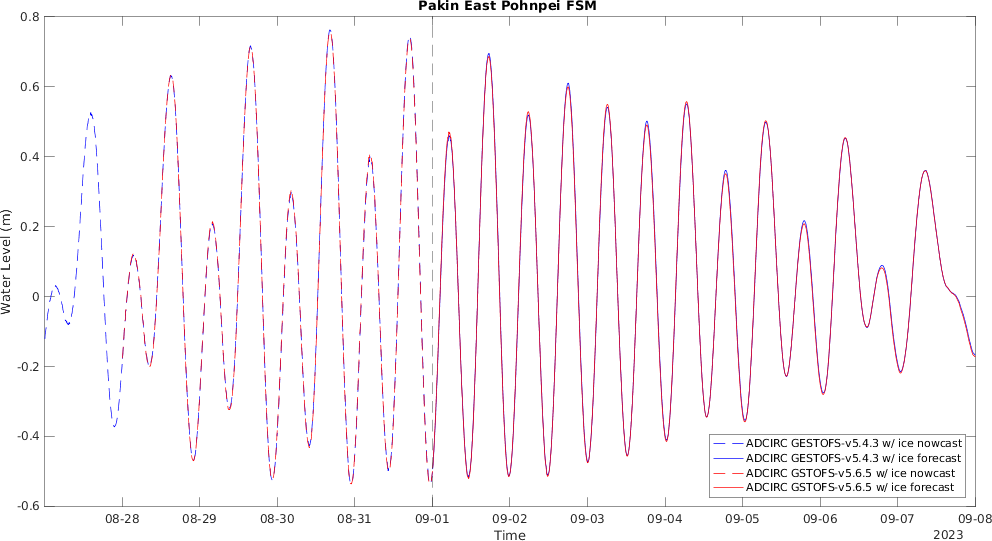 Pakin East Pohnpei FSM
0.8
0.6
0.4
0.2
0
-0.2
-0.4
-0.6
Water Level (m)
ADCIRC GESTOFS-v5.4.3 w/ ice nowcast
ADCIRC GESTOFS-v5.4.3 w/ ice forecast
ADCIRC GSTOFS-v5.6.5 w/ ice nowcast
ADCIRC GSTOFS-v5.6.5 w/ ice forecast
08-28 08-29 08-30 08-31 09-01 09-02 09-03 09-04 09-05 09-06 09-07 09-08
Time
2023